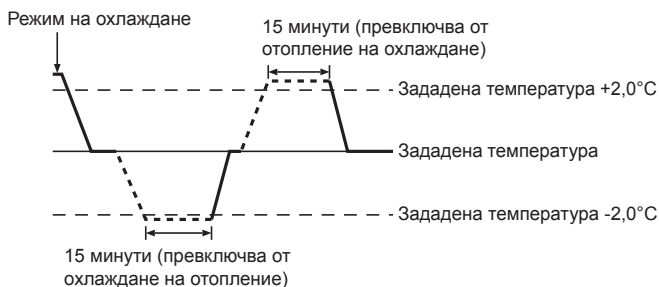 Режим на охлаждане
15 минути (превключва от
отопление на охлаждане)
Зададена температура +2,0°C
Зададена температура
Зададена температура -2,0°C
15 минути (превключва от
охлаждане на отопление)